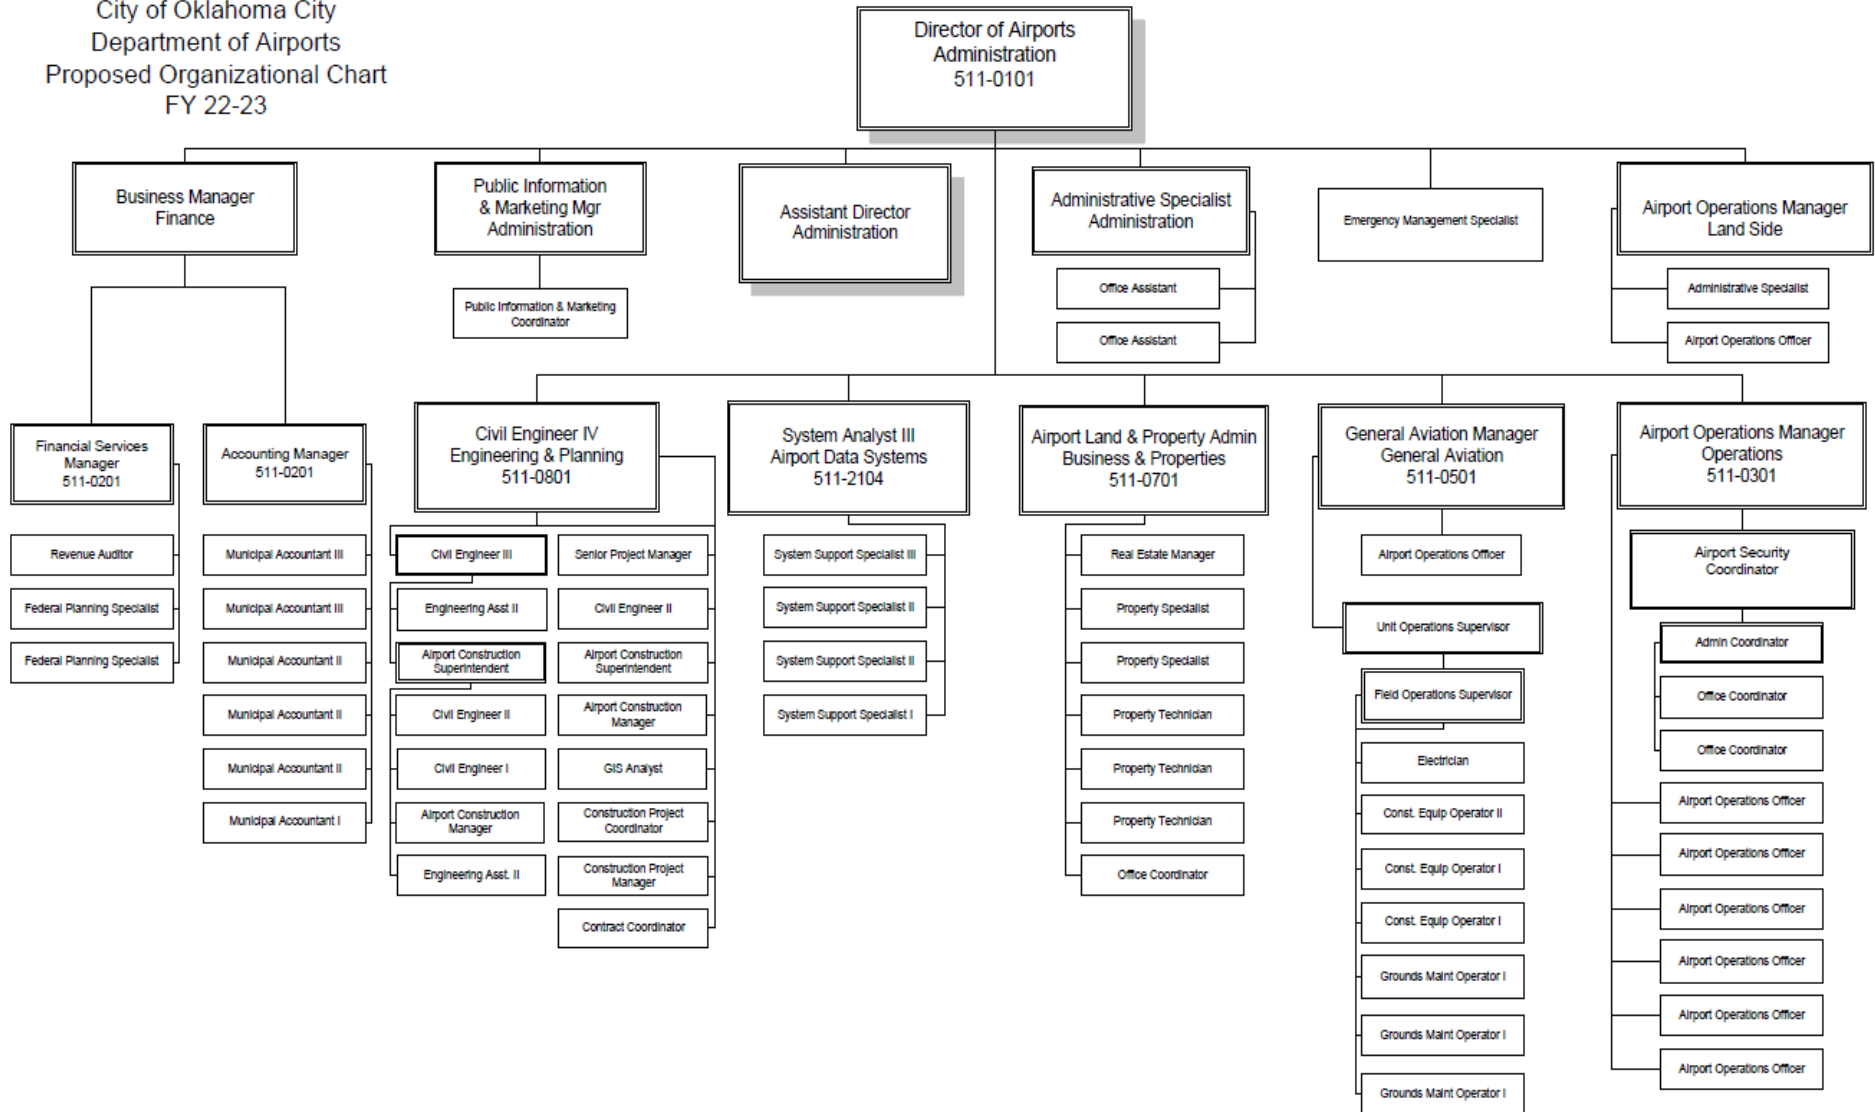 City of Oklahoma City
Department of Airports
Proposed Organizational Chart
FY 22-23
Director of Airports
Administration
511-0101
Business Manager
Finance
Public Information
& Marketing Mgr
Administration
Assistant Director
Administration
Administrative Specialist
Administration
Emergency Management Specialist
Airport Operations Manager
Land Side
Public Information & Marketing
Coordinator
Office Assistant
Office Assistant
Administrative Specialist
Airport Operations Officer
Financial Services
Manager
511-0201
Revenue Auditor
Federal Planning Specialist
Federal Planning Specialist
Accounting Manager
511-0201
Municipal Accountant III
Municipal Accountant III
Municipal Accountant II
Municipal Accountant II
Municipal Accountant II
Municipal Accountant I
Civil Engineer IV
Engineering & Planning
511-0801
Civil Engineer III
Engineering Asst II
Airport Construction
Superintendent
Civil Engineer II
Civil Engineer I
Airport Construction
Manager
Engineering Asst. II
Senior Project Manager
Civil Engineer II
Airport Construction
Superintendent
Airport Construction
Manager
GIS Analyst
Construction Project
Coordinator
Construction Project
Manager
Contract Coordinator
System Analyst III
Airport Data Systems
511-2104
System Support Specialist III
System Support Specialist II
System Support Specialist II
System Support Specialist I
Airport Land & Property Admin
Business & Properties
511-0701
Real Estate Manager
Property Specialist
Property Specialist
Property Technician
Property Technician
Property Technician
Office Coordinator
General Aviation Manager
General Aviation
511-0501
Airport Operations Officer
Unit Operations Supervisor
Field Operations Supervisor
Electrician
Const. Equip Operator II
Const. Equip Operator I
Const. Equip Operator I
Grounds Maint Operator I
Grounds Maint Operator I
Grounds Maint Operator I
Airport Operations Manager
Operations
511-0301
Airport Security
Coordinator
Admin Coordinator
Office Coordinator
Office Coordinator
Airport Operations Officer
Airport Operations Officer
Airport Operations Officer
Airport Operations Officer
Airport Operations Officer
Airport Operations Officer